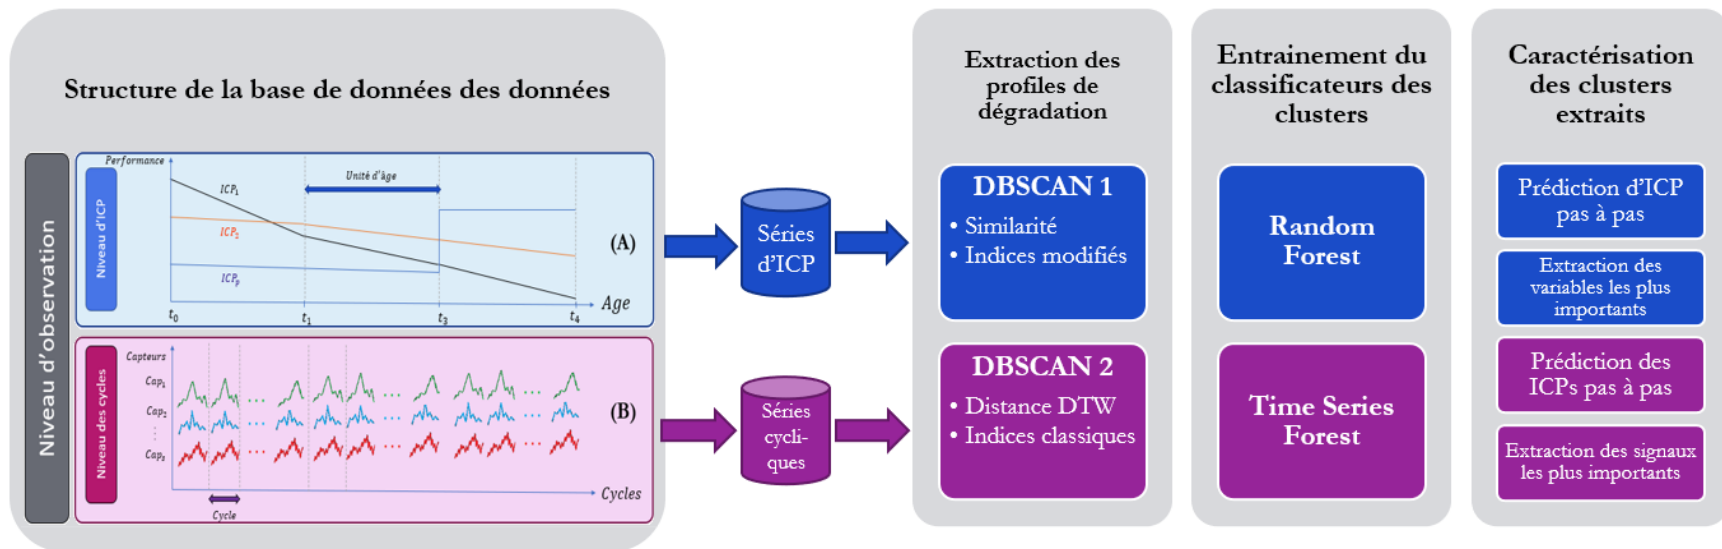 Structure de la base de données des données
Niveau d'observation
Niveau d'ICP
Performance
ICP₁
ICP₂
ICPₚ
Unité d'àge
(A)
Age
t₀
t₁
t₃
t₄
Niveau des cycles
Capteurs
Cap₁
Cap₂
⋮
(B)
Cycles
Cycle
Séries
d'ICP
Séries
cycli-
ques
Extraction des
profiles de
dégradation
DBSCAN 1
• Similarité
• Indices modifiés
DBSCAN 2
• Distance DTW
• Indices classiques
Entrainement du
classificateurs des
clusters
Random
Forest
Time Series
Forest
Caractérisation
des clusters
extraits
Prédiction d'ICP
pas à pas
Extraction des
variables les plus
importants
Prédiction des
ICPs pas à pas
Extraction des signaux
les plus importants